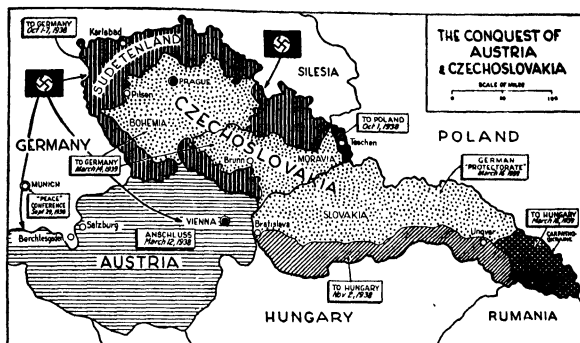 TO GERMANY
Oct 1-7, 1938
Karlsbad
SUDETENLAND
SILESIA
THE CONQUEST OF
AUSTRIA
& CZECHOSLOVAKIA
SCALE OF MILES
0
100
PRAGUE
Pilsen
CZECHOSLOVAKIA
BOHEMIA
TO POLAND
Oct 1, 1938
Teschen
POLAND
GERMANY
TO GERMANY
March 14, 1939
Brunn
MORAVIA
GERMAN
"PROTECTORATE"
March 16 1939
MUNICH
"PEACE"
CONFERENCE
Sept 29, 1938
VIENNA
SLOVAKIA
TO HUNGARY
March 16, 1939
CARPATHO-
UKRAINE
Salzburg
Berchtesgaden
ANSCHLUSS
March 12, 1938
Bratislava
Ungvar
AUSTRIA
TO HUNGARY
Nov 2, 1938
HUNGARY
RUMANIA